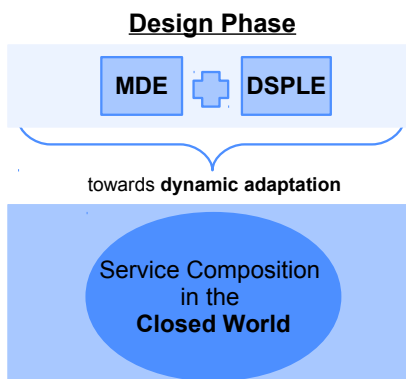 Design Phase
MDE DSPLE
towards dynamic adaptation
Service Composition
in the
Closed World